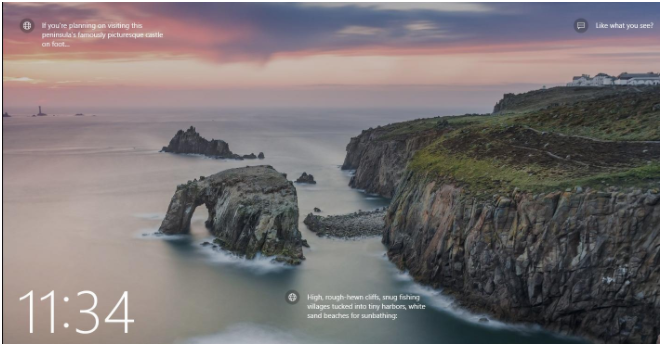 If you're planning on visiting this
peninsula's famously picturesque castle
on foot...
Like what you see?
High, rough-hewn cliffs, snug fishing
villages tucked into tiny harbors, white
sand beaches for sunbathing:
11:34